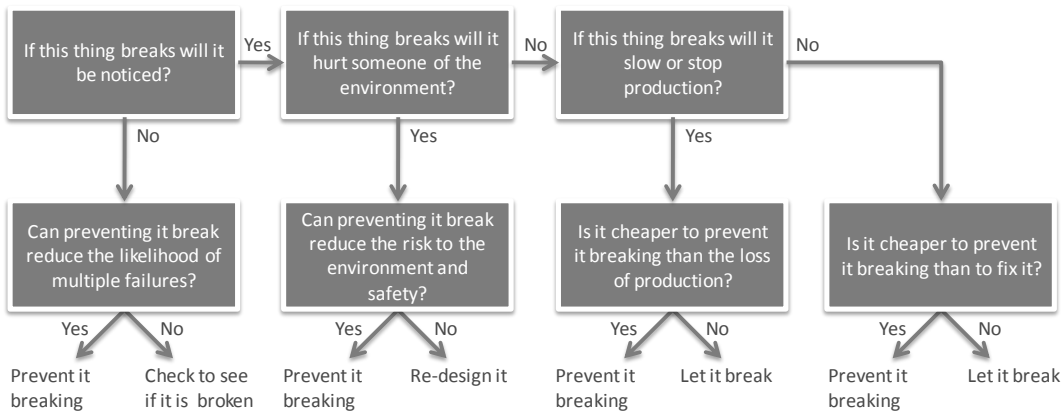 If this thing breaks will it
be noticed?
Yes
If this thing breaks will it
hurt someone of the
environment?
No
If this thing breaks will it
slow or stop
production?
No
No
Yes
Yes
Can preventing it break
reduce the likelihood of
multiple failures?
Can preventing it break
reduce the risk to the
environment and
safety?
Is it cheaper to prevent
it breaking than the loss
of production?
Is it cheaper to prevent
it breaking than to fix it?
Yes
No
Yes
No
Yes
No
Yes
No
Prevent it
breaking
Check to see
if it is broken
Prevent it
breaking
Re-design it
Prevent it
breaking
Let it break
Prevent it
breaking
Let it break